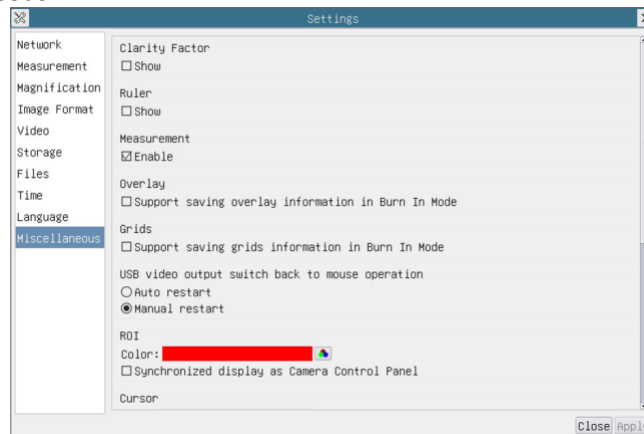 Settings
Network
Measurement
Magnification
Image Format
Video
Storage
Files
Time
Language
Miscellaneous
Clarity Factor
Show
Ruler
Show
Measurement
Enable
Overlay
Support saving overlay information in Burn In Mode
Grids
Support saving grids information in Burn In Mode
USB video output switch back to mouse operation
Auto restart
Manual restart
ROI
Color:
Synchronized display as Camera Control Panel
Cursor
Close